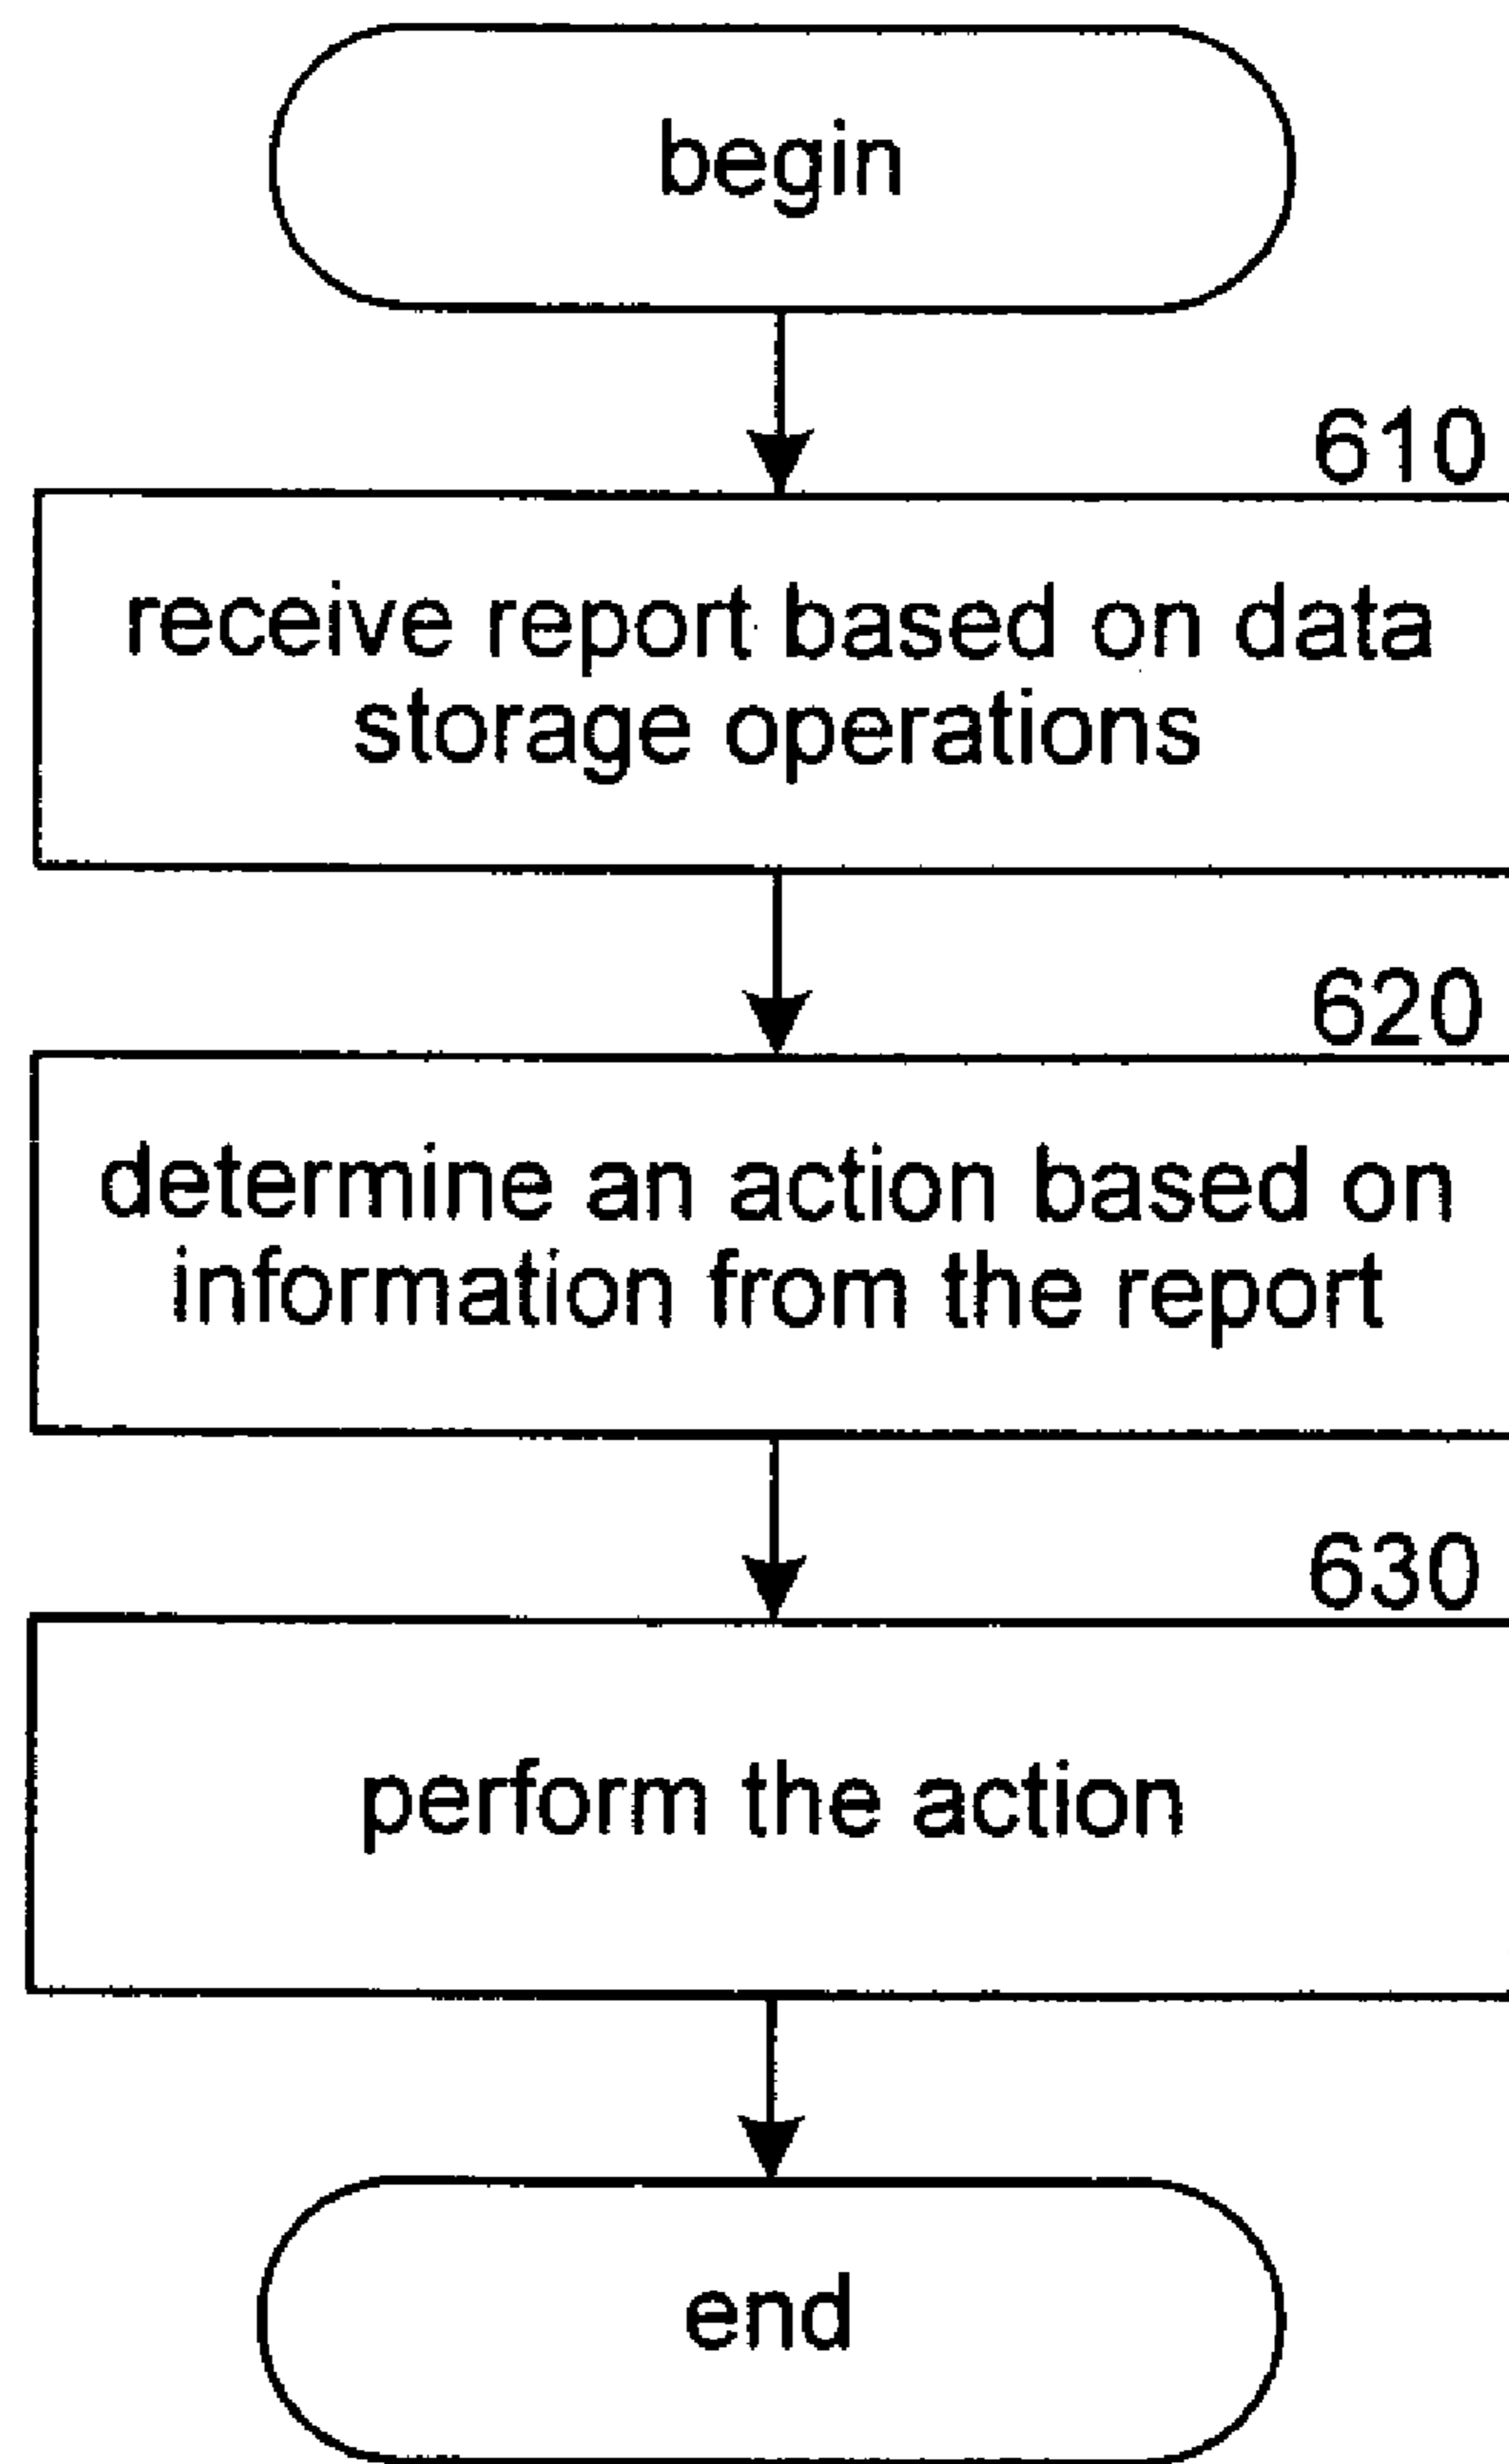 begin
610
receive report based on data
storage operations
620
determine an action based on
information from the report
630
perform the action
end